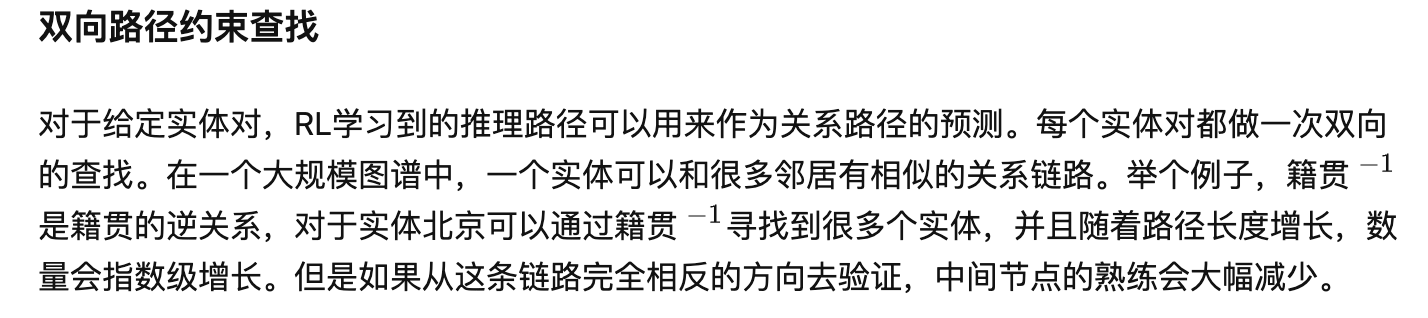 双向路径约束查找
对于给定实体对，RL学习到的推理路径可以用来作为关系路径的预测。每个实体对都做一次双向
的查找。在一个大规模图谱中，一个实体可以和很多邻居有相似的关系链路。举个例子，籍贯 ⁻¹
是籍贯的逆关系，对于实体北京可以通过籍贯 ⁻¹ 寻找到很多个实体，并且随着路径长度增长，数
量会指数级增长。但是如果从这条链路完全相反的方向去验证，中间节点的熟练会大幅减少。